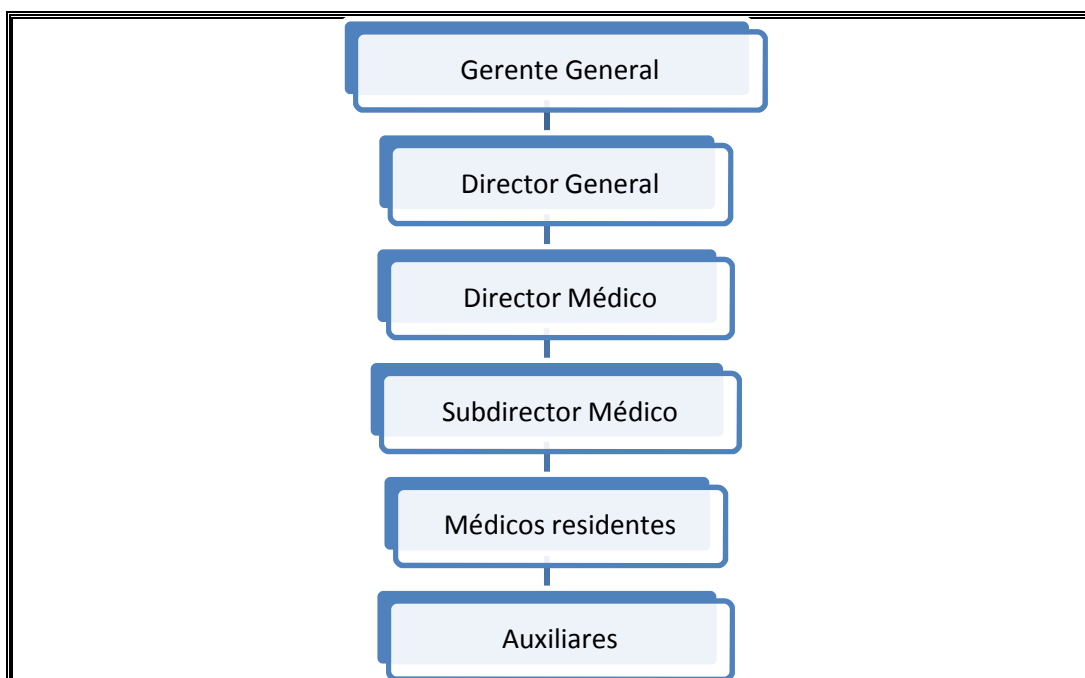 Gerente General
Director General
Director Médico
Subdirector Médico
Médicos residentes
Auxiliares